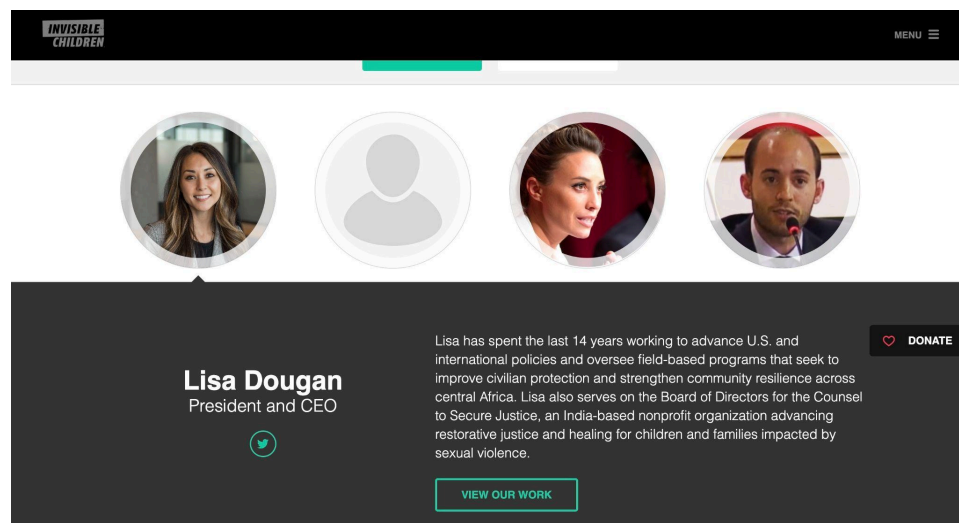 INVISIBLE
CHILDREN
MENU
Lisa Dougan
President and CEO
Lisa has spent the last 14 years working to advance U.S. and
international policies and oversee field-based programs that seek to
improve civilian protection and strengthen community resilience across
central Africa. Lisa also serves on the Board of Directors for the Counsel
to Secure Justice, an India-based nonprofit organization advancing
restorative justice and healing for children and families impacted by
sexual violence.
VIEW OUR WORK
DONATE